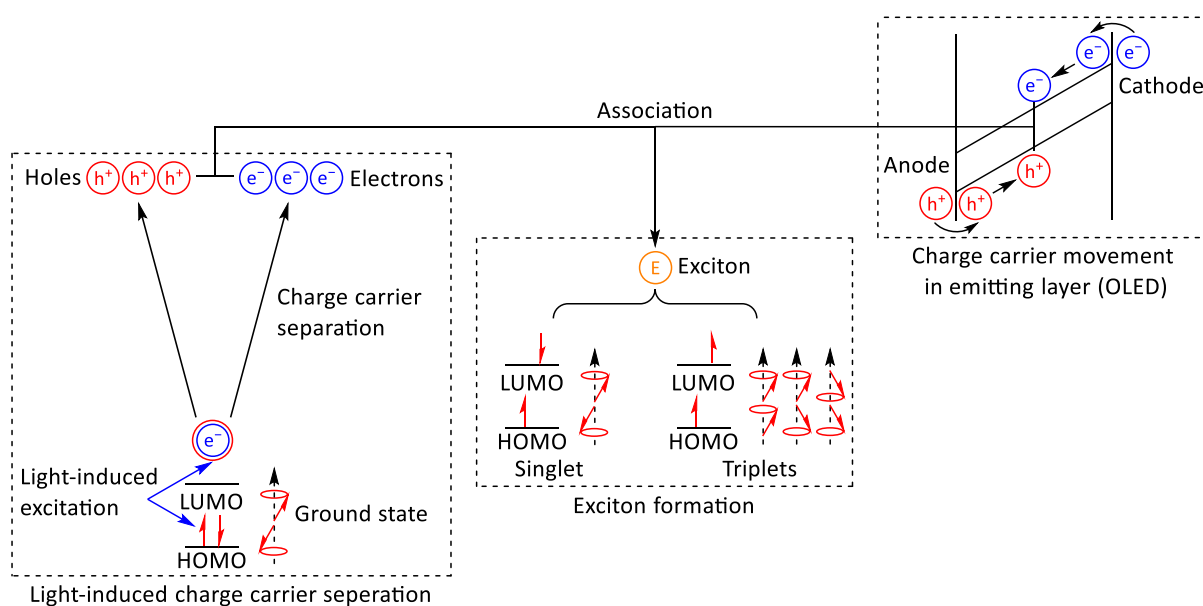 Association
Holes h⁺ h⁺ h⁺ e⁻ e⁻ e⁻ Electrons
Charge carrier
separation
e⁻
Light-induced
excitation
LUMO
Ground state
HOMO
Light-induced charge carrier seperation
E Exciton
LUMO
HOMO
Singlet
LUMO
HOMO
Triplets
Exciton formation
e⁻ e⁻
e⁻
Cathode
Anode
h⁺
h⁺ h⁺
Charge carrier movement
in emitting layer (OLED)